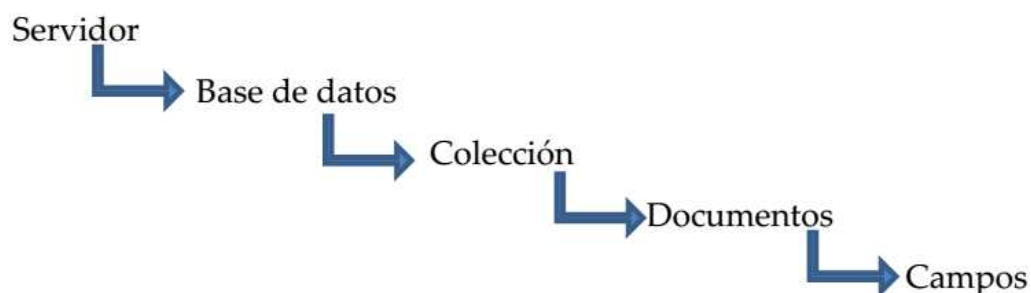 Servidor
Base de datos
Colección
Documentos
Campos